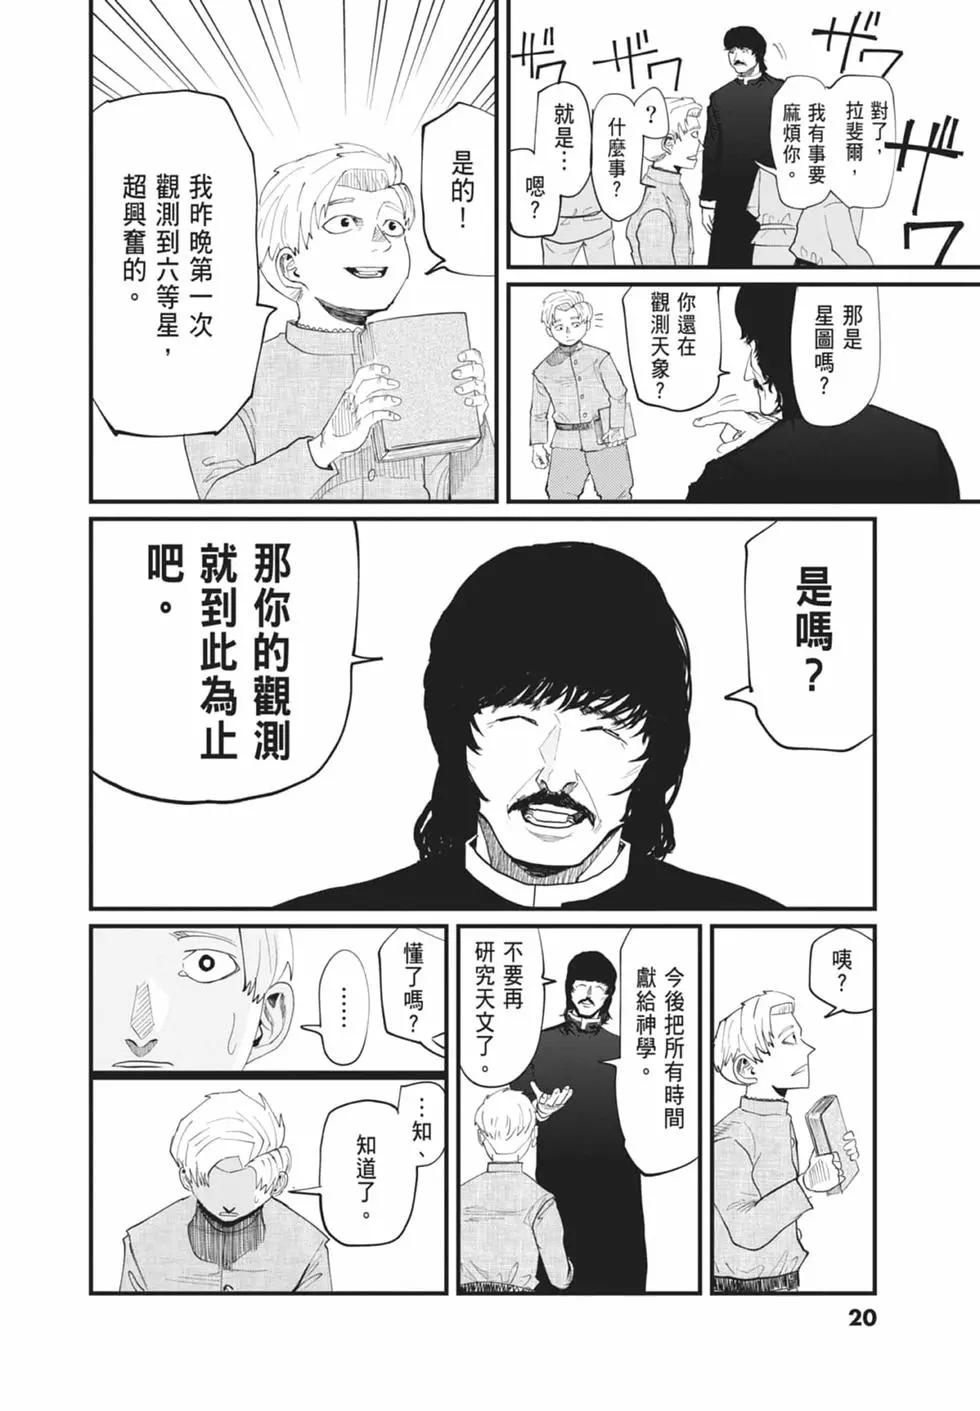 ザワ
ザワ
ザワ
ザワ
對了，
拉斐爾，
我有事要
麻煩你。
？
什麼事？
就是…
嗯？
那是
星圖嗎？
你還在
觀測天象？
是的！
我昨晚第一次
觀測到六等星，
超興奮的。
是嗎？
那你的觀測
就到此為止
吧。
咦？
今後把所有時間
獻給神學。
不要再
研究天文了。
懂了嗎？
……
…知、
知道了。
20